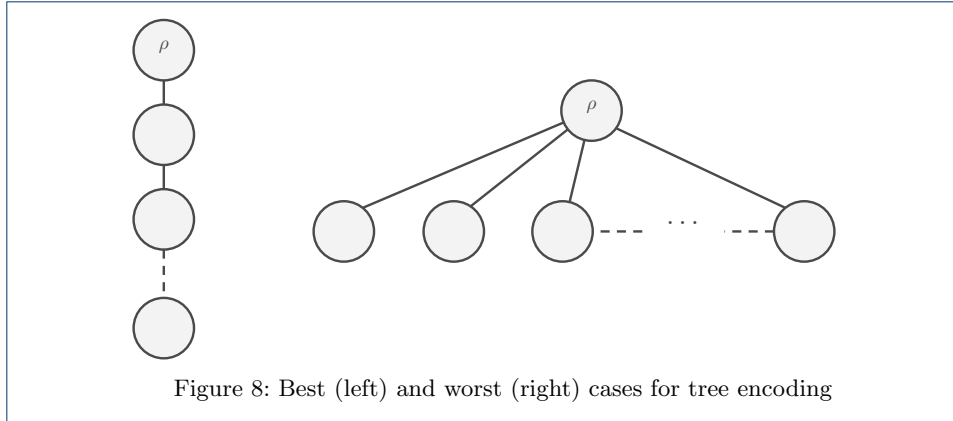 ρ
ρ
. . .
Figure 8: Best (left) and worst (right) cases for tree encoding